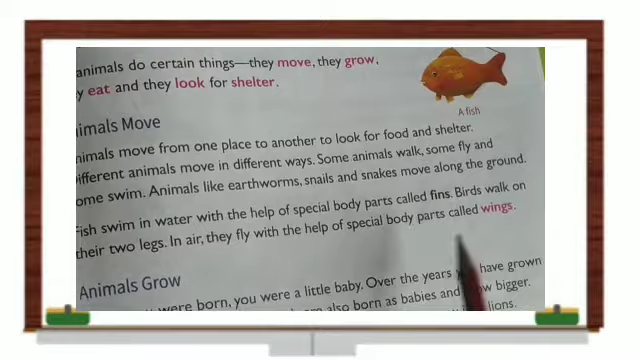 animals do certain things—they move, they grow,
eat and they look for shelter.
A fish
Animals Move
Animals move from one place to another to look for food and shelter.
Different animals move in different ways. Some animals walk, some fly and
some swim. Animals like earthworms, snails and snakes move along the ground.
Fish swim in water with the help of special body parts called fins. Birds walk on
their two legs. In air, they fly with the help of special body parts called wings.
Animals Grow
were born, you were a little baby. Over the years you have grown
also born as babies and grow bigger.
lions.